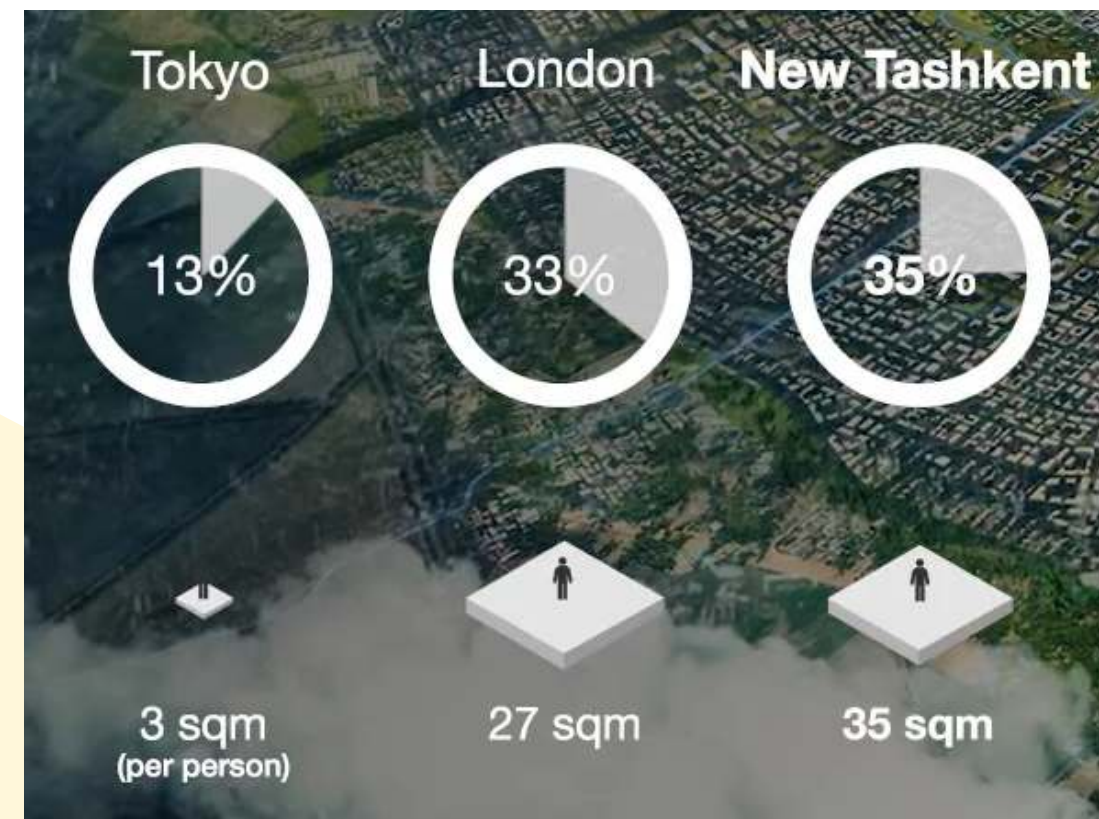 Tokyo
London
New Tashkent
13%
33%
35%
3 sqm
(per person)
27 sqm
35 sqm